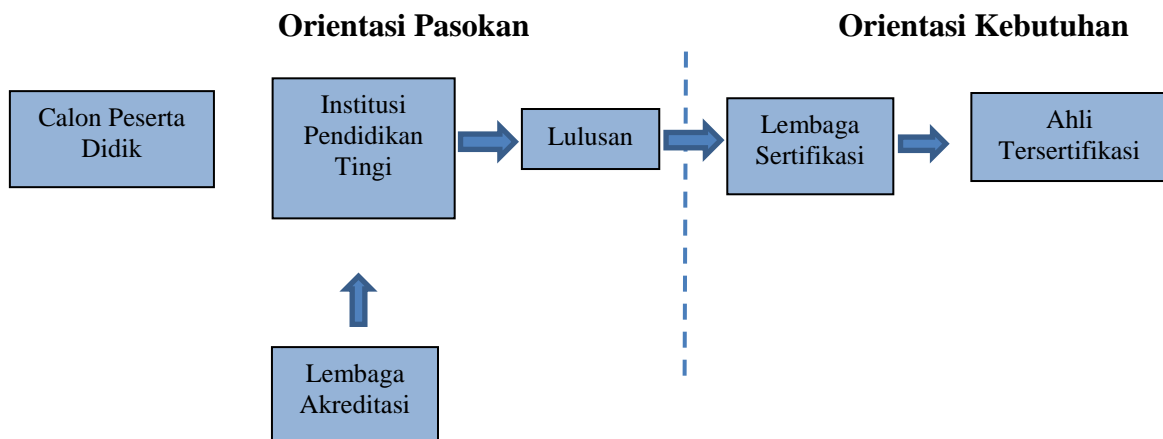 Orientasi Pasokan
Orientasi Kebutuhan
Calon Peserta
Didik
Institusi
Pendidikan
Tingi
Lulusan
Lembaga
Sertifikasi
Ahli
Tersertifikasi
Lembaga
Akreditasi